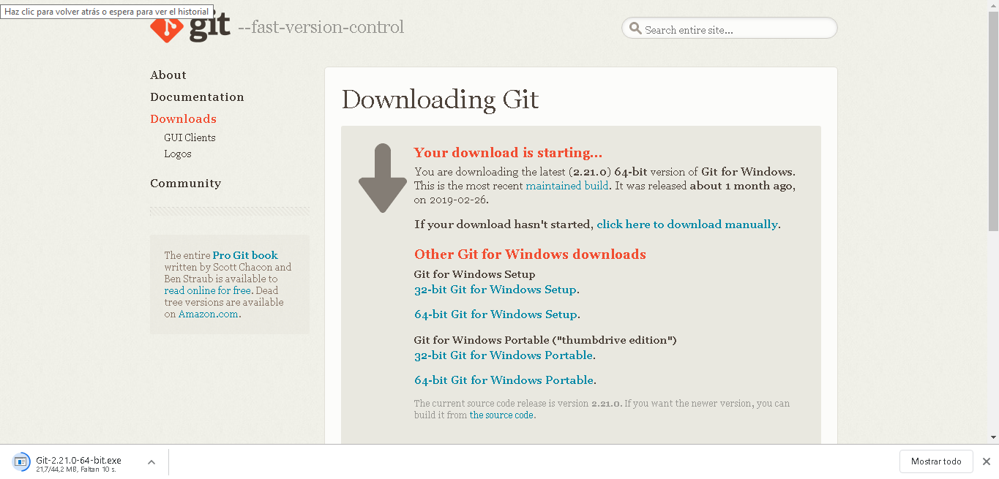 Haz clic para volver atrás o espera para ver el historial
git --fast-version-control
Search entire site...
About
Documentation
Downloads
GUI Clients
Logos
Community
The entire Pro Git book
written by Scott Chacon and
Ben Straub is available to
read online for free. Dead
tree versions are available
on Amazon.com.
Downloading Git
Your download is starting...
You are downloading the latest (2.21.0) 64-bit version of Git for Windows.
This is the most recent maintained build. It was released about 1 month ago,
on 2019-02-26.
If your download hasn't started, click here to download manually.
Other Git for Windows downloads
Git for Windows Setup
32-bit Git for Windows Setup.
64-bit Git for Windows Setup.
Git for Windows Portable ("thumbdrive edition")
32-bit Git for Windows Portable.
64-bit Git for Windows Portable.
The current source code release is version 2.21.0. If you want the newer version, you can
build it from the source code.
Git-2.21.0-64-bit.exe
21,7/44,2 MB, Faltan 10 s.
Mostrar todo